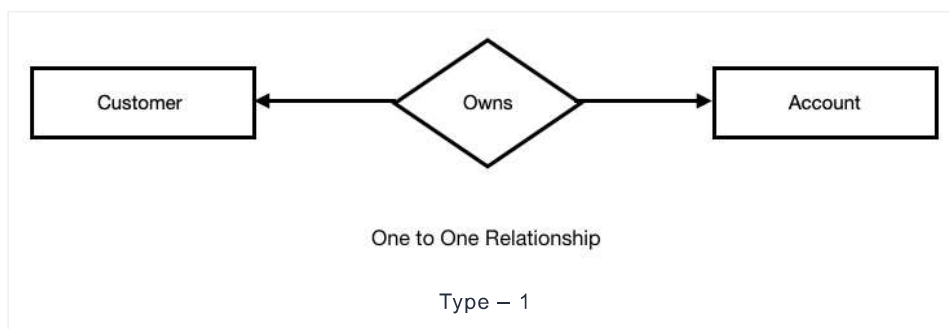 Customer
Owns
Account
One to One Relationship
Type – 1